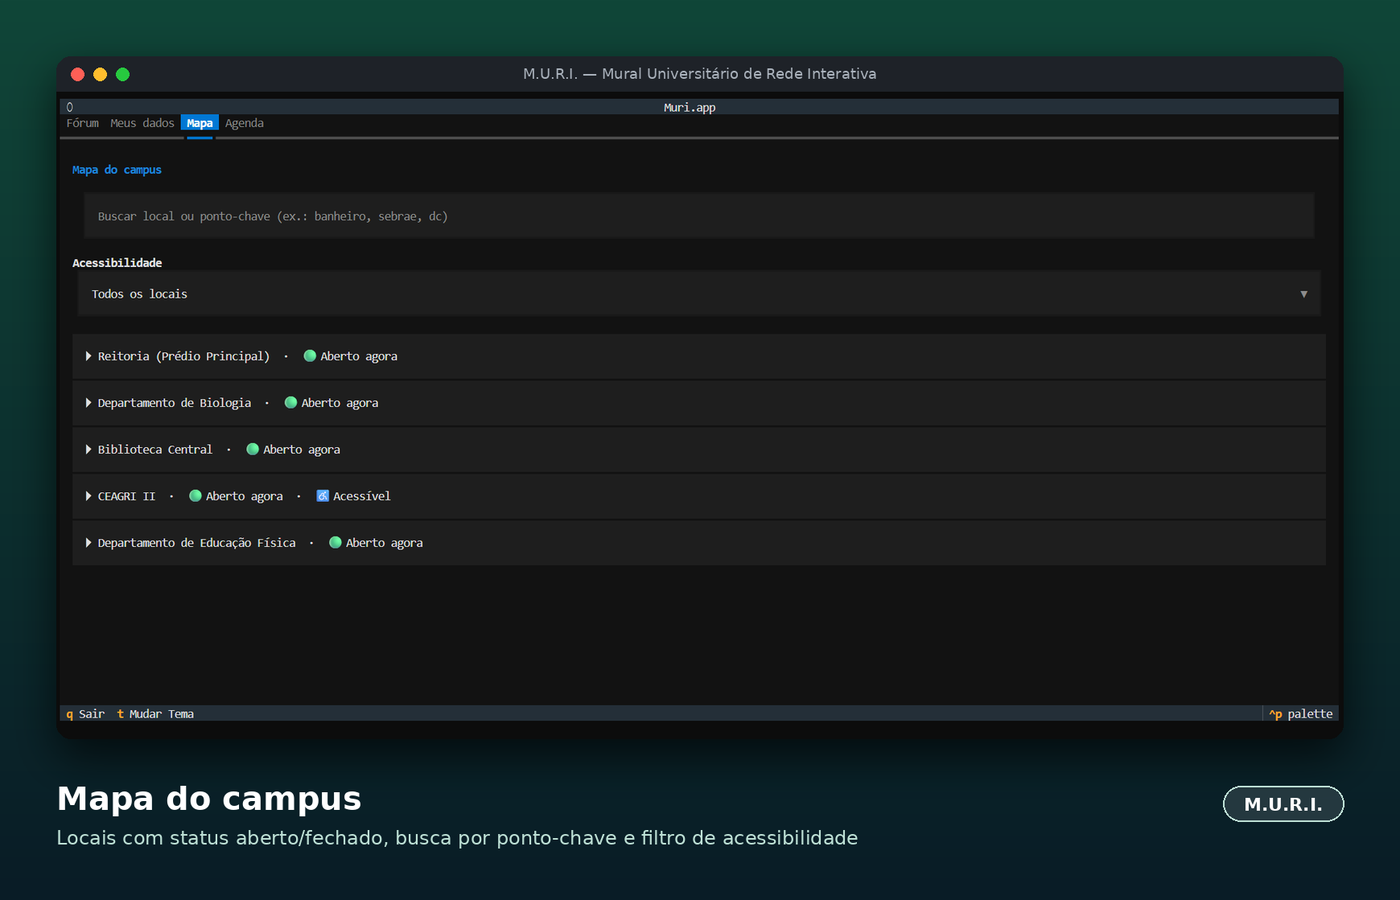 M.U.R.I. — Mural Universitário de Rede Interativa
Muri.app
Fórum Meus dados Mapa Agenda
Mapa do campus
Buscar local ou ponto-chave (ex.: banheiro, sebrae, dc)
Acessibilidade
Todos os locais ▼
▶ Reitoria (Prédio Principal) · Aberto agora
▶ Departamento de Biologia · Aberto agora
▶ Biblioteca Central · Aberto agora
▶ CEAGRI II · Aberto agora · ♿ Acessível
▶ Departamento de Educação Física · Aberto agora
q Sair t Mudar Tema ^p palette
Mapa do campus
M.U.R.I.
Locais com status aberto/fechado, busca por ponto-chave e filtro de acessibilidade